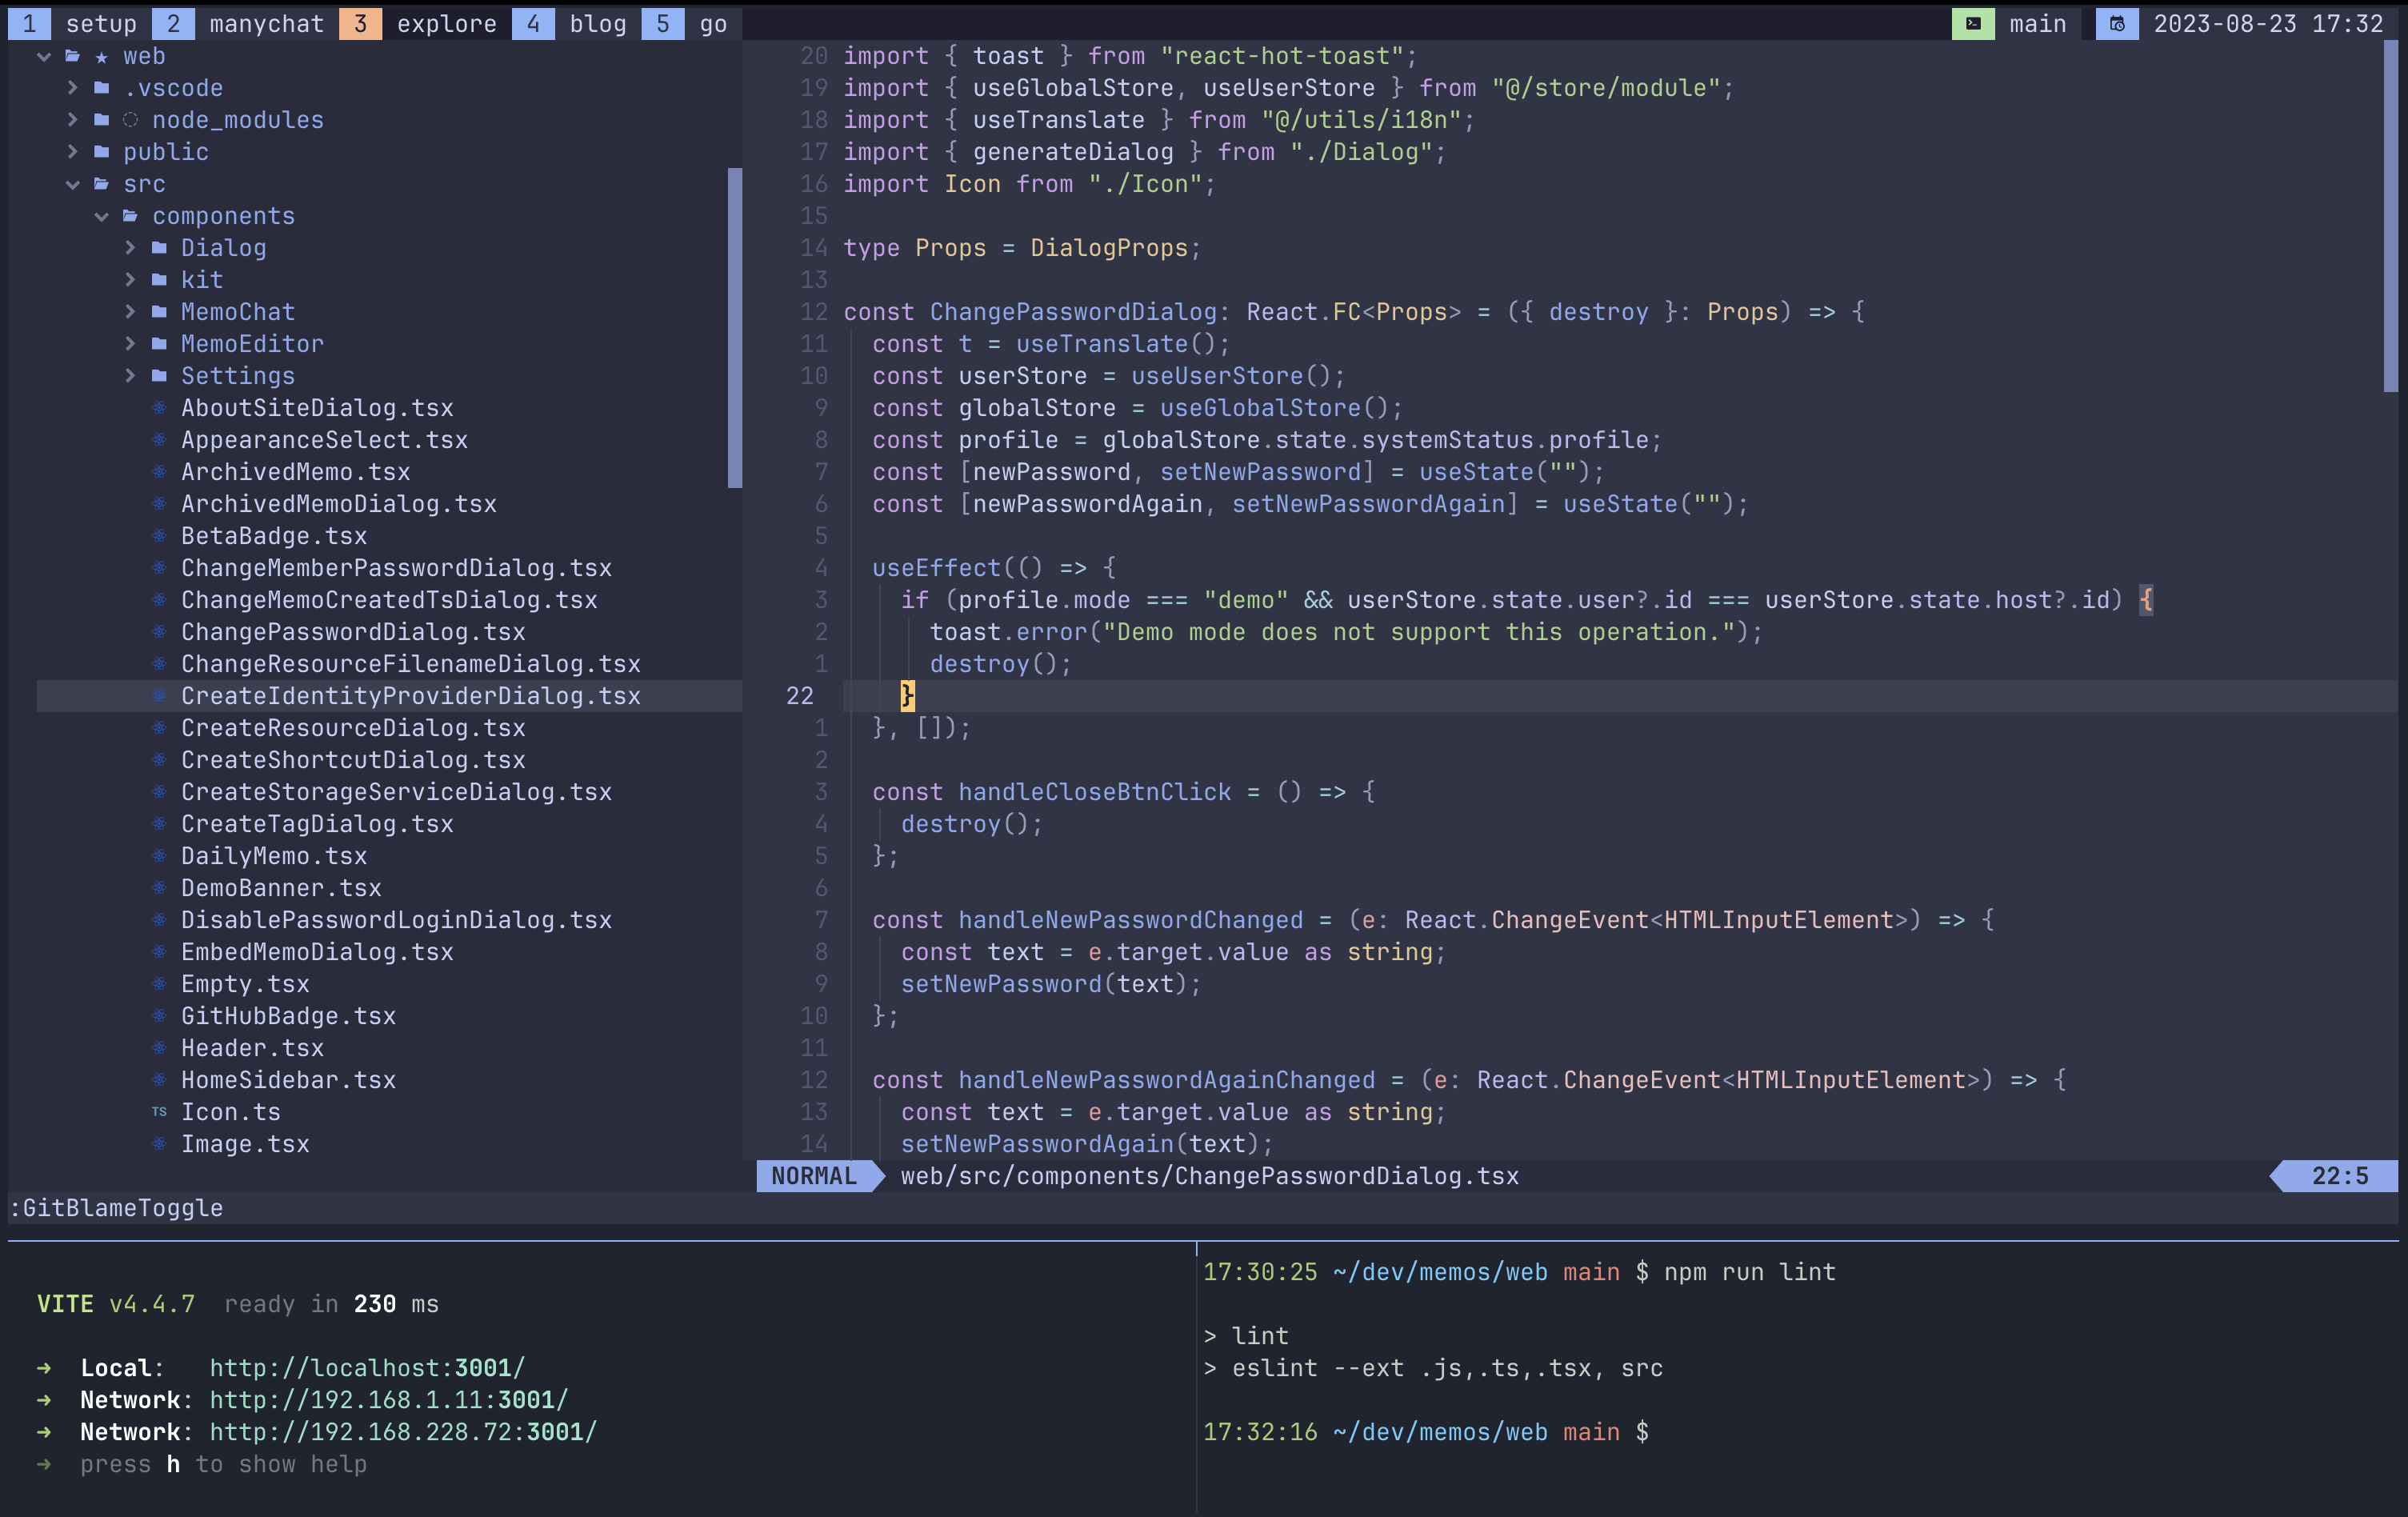 1 setup 2 manychat 3 explore 4 blog 5 go
main 2023-08-23 17:32
web
.vscode
node_modules
public
src
components
Dialog
kit
MemoChat
MemoEditor
Settings
AboutSiteDialog.tsx
AppearanceSelect.tsx
ArchivedMemo.tsx
ArchivedMemoDialog.tsx
BetaBadge.tsx
ChangeMemberPasswordDialog.tsx
ChangeMemoCreatedTsDialog.tsx
ChangePasswordDialog.tsx
ChangeResourceFilenameDialog.tsx
CreateIdentityProviderDialog.tsx
CreateResourceDialog.tsx
CreateShortcutDialog.tsx
CreateStorageServiceDialog.tsx
CreateTagDialog.tsx
DailyMemo.tsx
DemoBanner.tsx
DisablePasswordLoginDialog.tsx
EmbedMemoDialog.tsx
Empty.tsx
GitHubBadge.tsx
Header.tsx
HomeSidebar.tsx
TS Icon.ts
Image.tsx
20 import { toast } from "react-hot-toast";
19 import { useGlobalStore, useUserStore } from "@/store/module";
18 import { useTranslate } from "@/utils/i18n";
17 import { generateDialog } from "./Dialog";
16 import Icon from "./Icon";
15
14 type Props = DialogProps;
13
12 const ChangePasswordDialog: React.FC<Props> = ({ destroy }: Props) => {
11 const t = useTranslate();
10 const userStore = useUserStore();
9 const globalStore = useGlobalStore();
8 const profile = globalStore.state.systemStatus.profile;
7 const [newPassword, setNewPassword] = useState("");
6 const [newPasswordAgain, setNewPasswordAgain] = useState("");
5
4 useEffect(() => {
3 if (profile.mode === "demo" && userStore.state.user?.id === userStore.state.host?.id) {
2 toast.error("Demo mode does not support this operation.");
1 destroy();
22 }
1 }, []);
2
3 const handleCloseBtnClick = () => {
4 destroy();
5 };
6
7 const handleNewPasswordChanged = (e: React.ChangeEvent<HTMLInputElement>) => {
8 const text = e.target.value as string;
9 setNewPassword(text);
10 };
11
12 const handleNewPasswordAgainChanged = (e: React.ChangeEvent<HTMLInputElement>) => {
13 const text = e.target.value as string;
14 setNewPasswordAgain(text);
NORMAL web/src/components/ChangePasswordDialog.tsx 22:5
:GitBlameToggle
VITE v4.4.7 ready in 230 ms
➜ Local: http://localhost:3001/
➜ Network: http://192.168.1.11:3001/
➜ Network: http://192.168.228.72:3001/
➜ press h to show help
17:30:25 ~/dev/memos/web main $ npm run lint
> lint
> eslint --ext .js,.ts,.tsx, src
17:32:16 ~/dev/memos/web main $